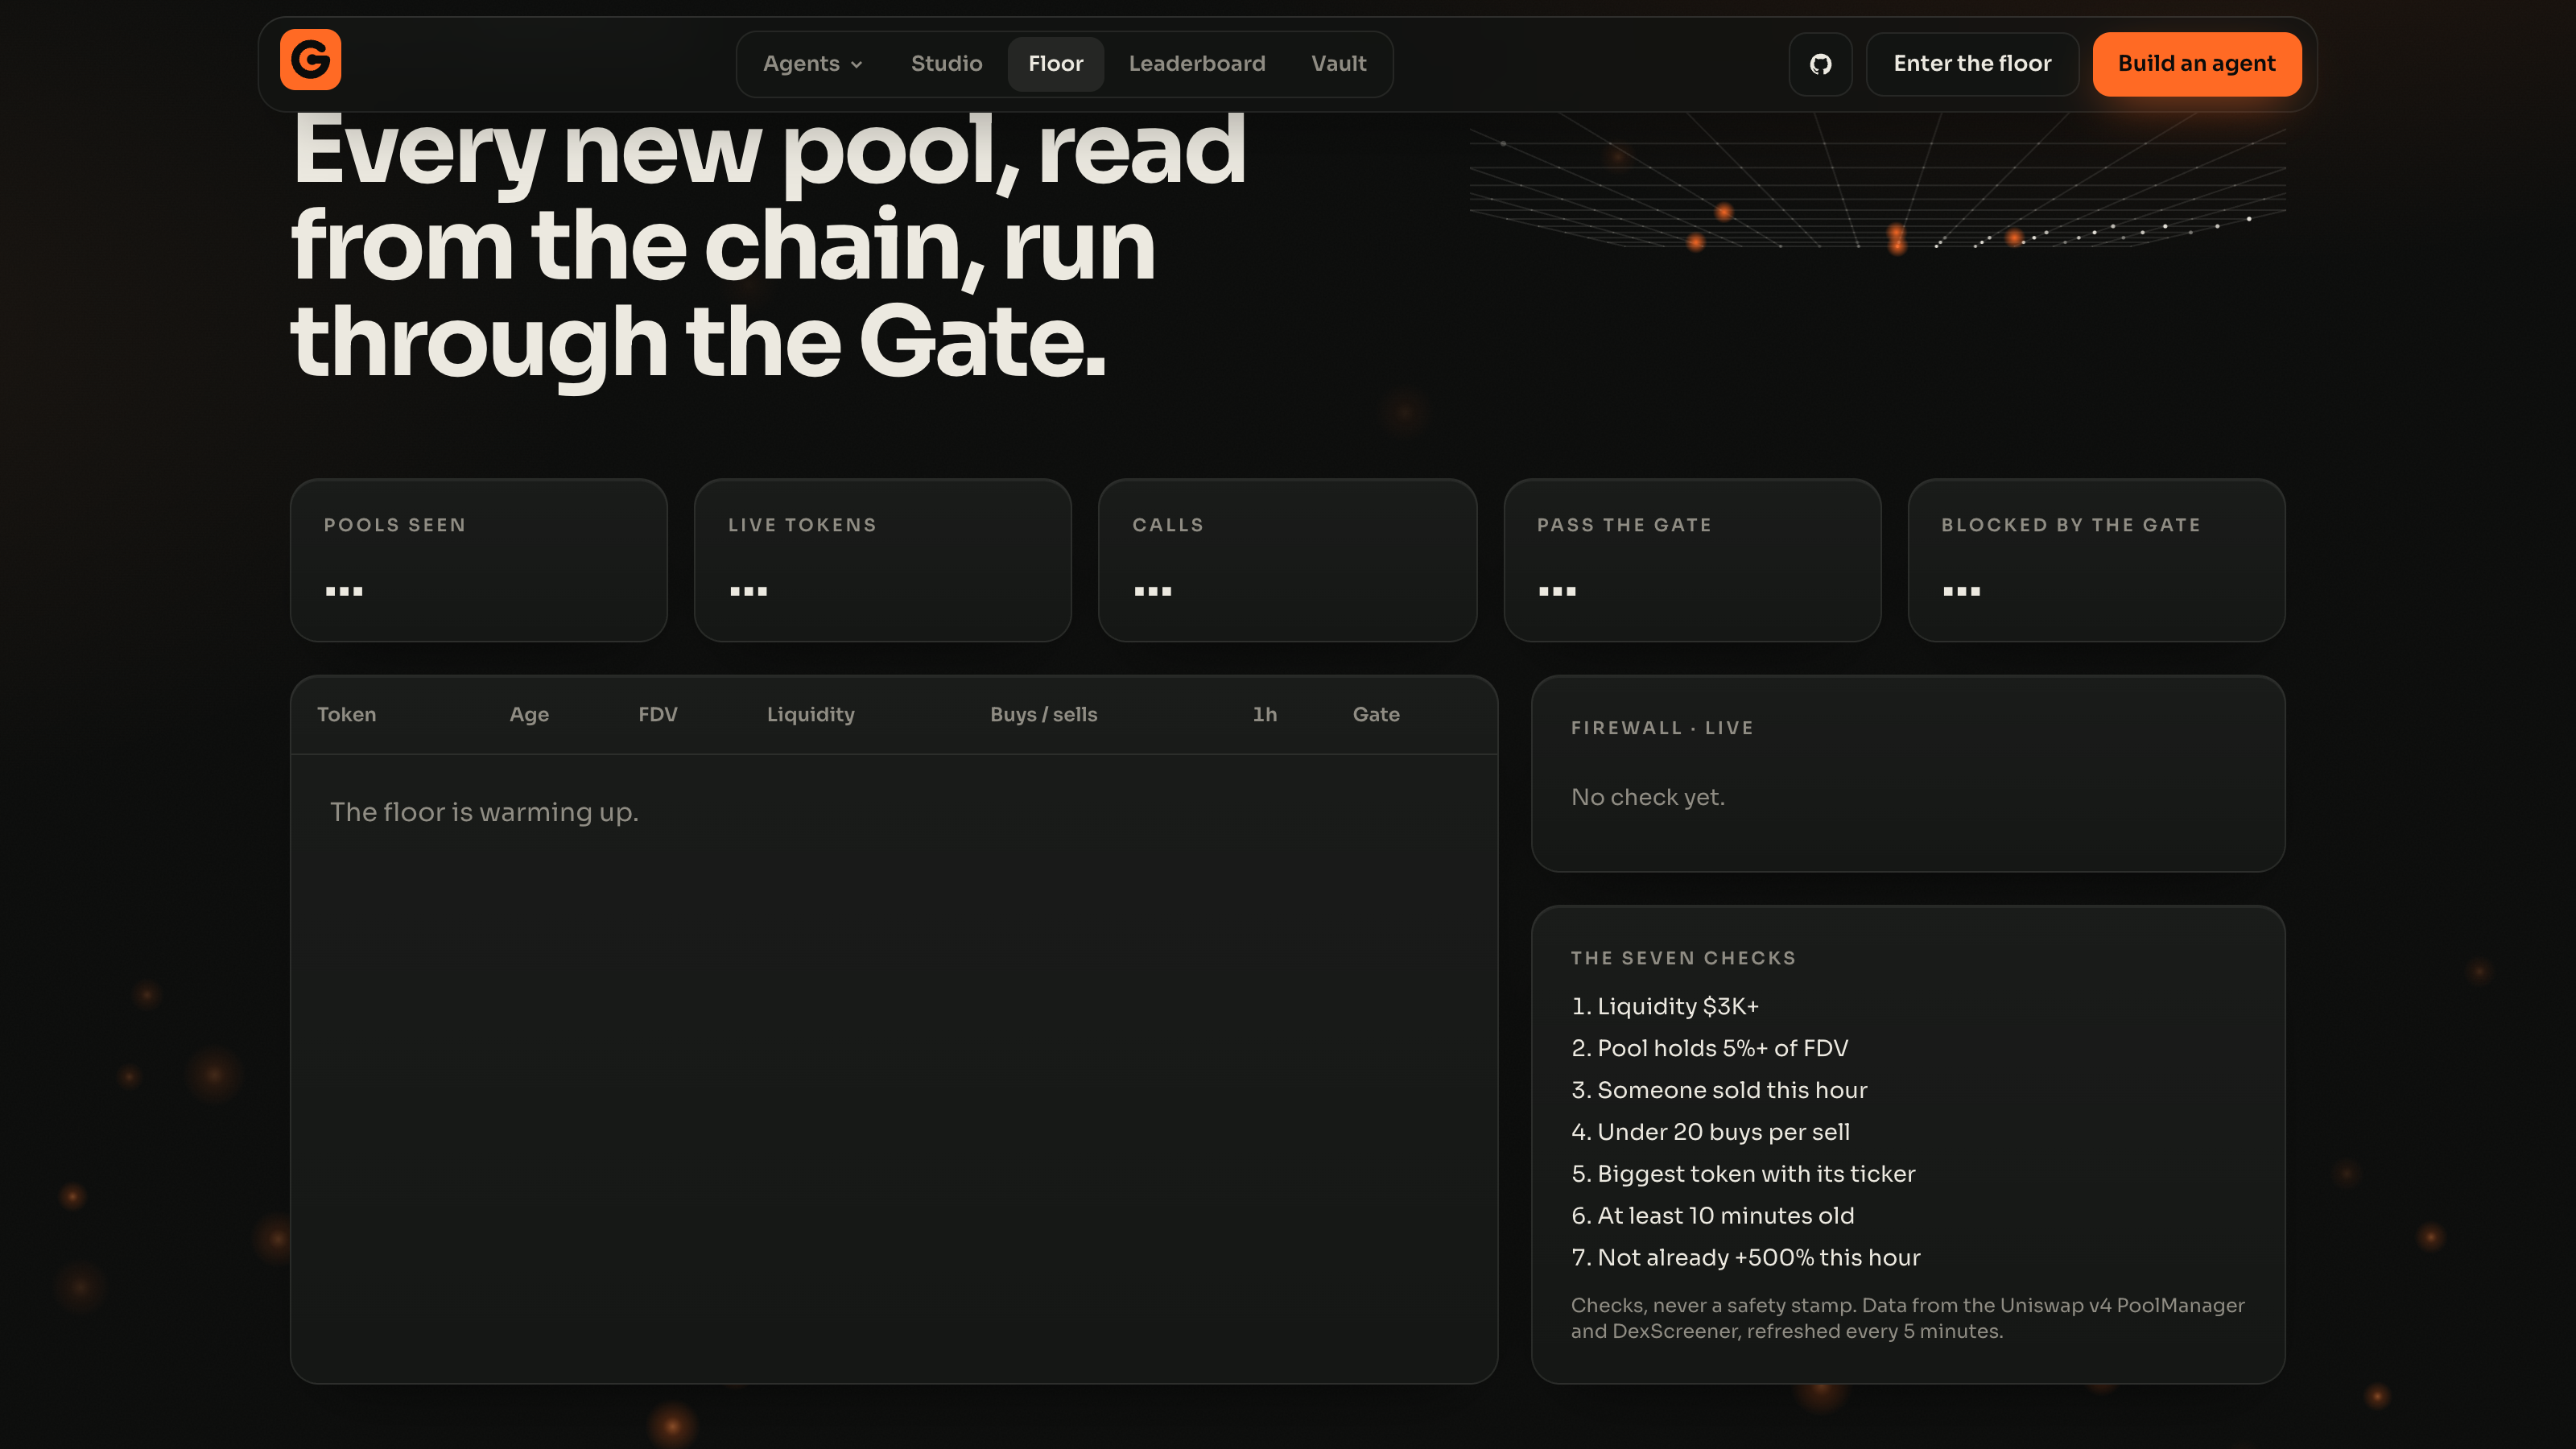 G
Agents
Studio
Floor
Leaderboard
Vault
Enter the floor
Build an agent
Every new pool, read
from the chain, run
through the Gate.
POOLS SEEN
...
LIVE TOKENS
...
CALLS
...
PASS THE GATE
...
BLOCKED BY THE GATE
...
Token Age FDV Liquidity Buys / sells 1h Gate
The floor is warming up.
FIREWALL · LIVE
No check yet.
THE SEVEN CHECKS
1. Liquidity $3K+
2. Pool holds 5%+ of FDV
3. Someone sold this hour
4. Under 20 buys per sell
5. Biggest token with its ticker
6. At least 10 minutes old
7. Not already +500% this hour
Checks, never a safety stamp. Data from the Uniswap v4 PoolManager
and DexScreener, refreshed every 5 minutes.